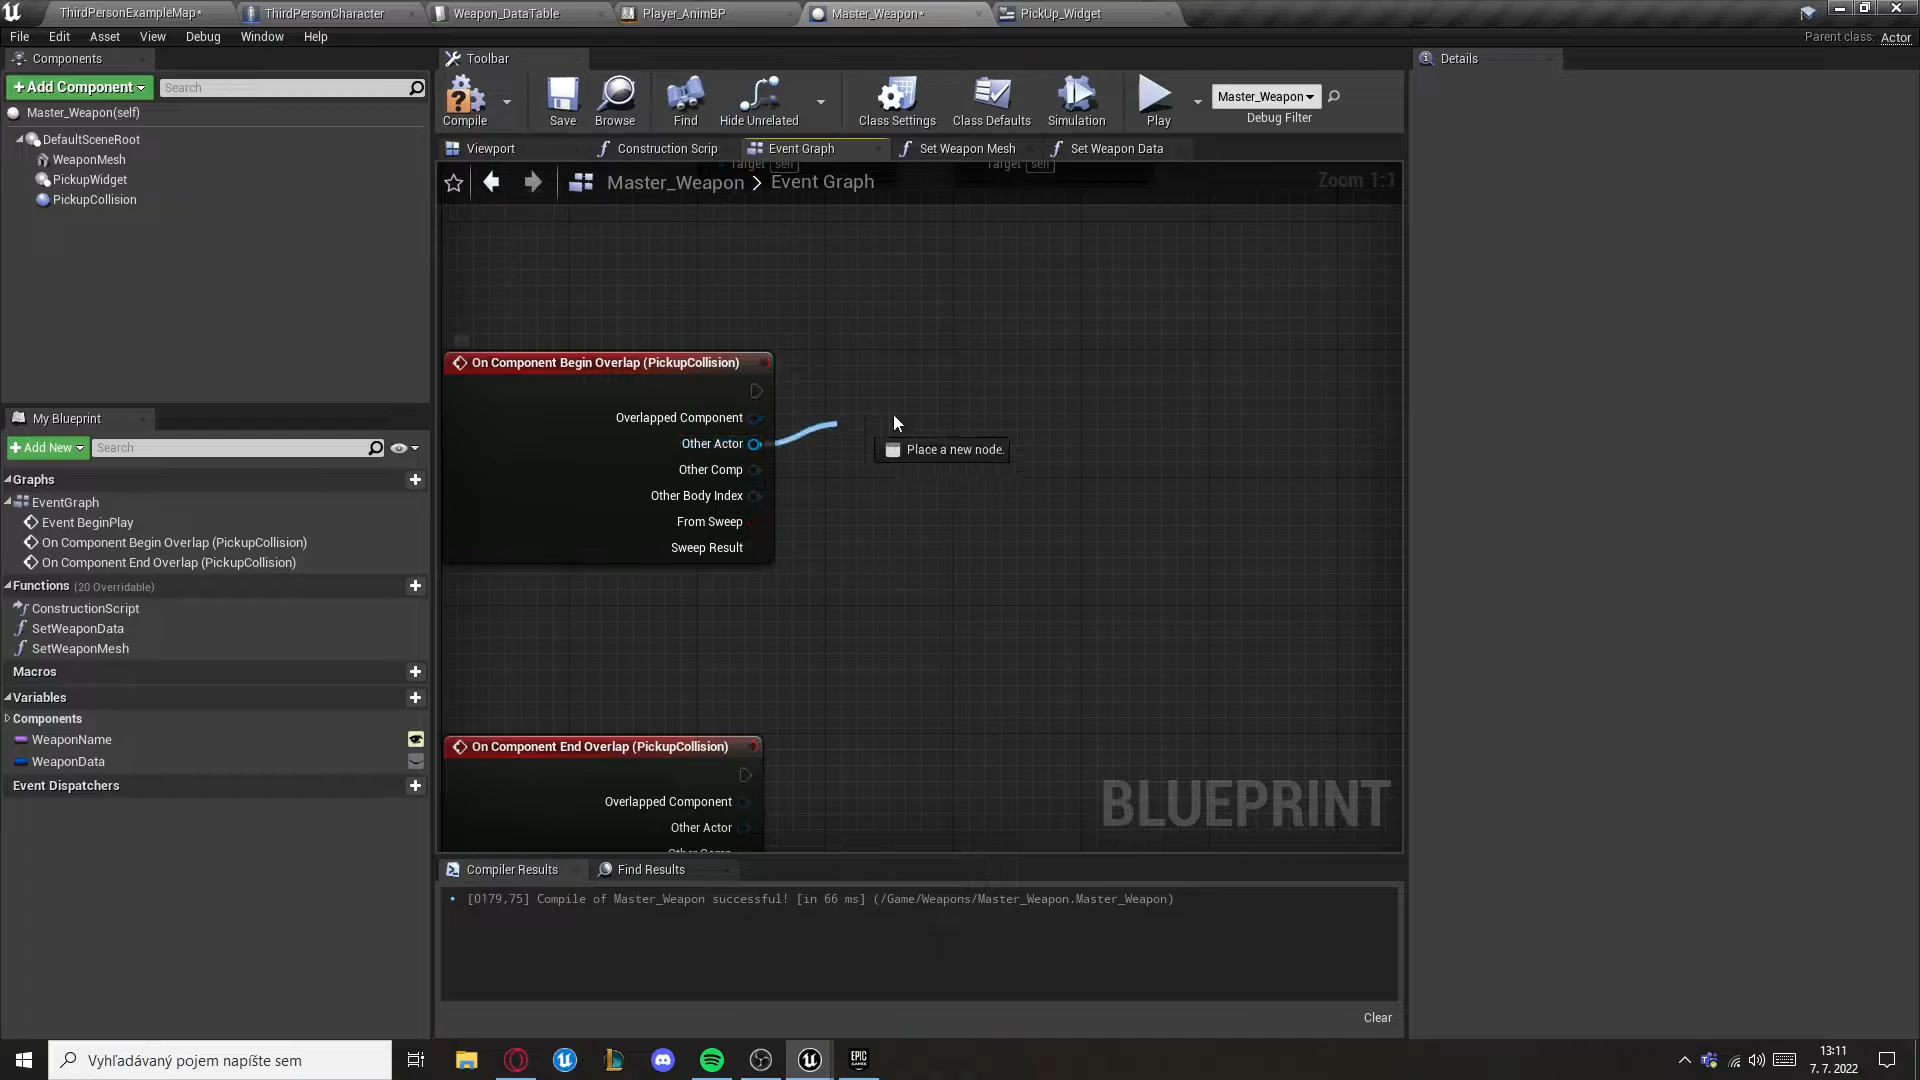 ThirdPersonExampleMap*
ThirdPersonCharacter
Weapon_DataTable
Player_AnimBP
Master_Weapon*
PickUp_Widget
File Edit Asset View Debug Window Help
Parent class: Actor
Components
+Add Component
Search
Master_Weapon(self)
DefaultSceneRoot
WeaponMesh
PickupWidget
PickupCollision
Toolbar
Compile
Save
Browse
Find
Hide Unrelated
Class Settings
Class Defaults
Simulation
Play
Master_Weapon
Debug Filter
Details
Viewport
Construction Scrip
Event Graph
Set Weapon Mesh
Set Weapon Data
Target self
Target self
Master_Weapon > Event Graph
Zoom 1:1
On Component Begin Overlap (PickupCollision)
Overlapped Component
Other Actor
Other Comp
Other Body Index
From Sweep
Sweep Result
Place a new node.
On Component End Overlap (PickupCollision)
Overlapped Component
Other Actor
Other Comp
BLUEPRINT
My Blueprint
+Add New
Search
Graphs
EventGraph
Event BeginPlay
On Component Begin Overlap (PickupCollision)
On Component End Overlap (PickupCollision)
Functions (20 Overridable)
ConstructionScript
SetWeaponData
SetWeaponMesh
Macros
Variables
Components
WeaponName
WeaponData
Event Dispatchers
Compiler Results
Find Results
[0179,75] Compile of Master_Weapon successful! [in 66 ms] (/Game/Weapons/Master_Weapon.Master_Weapon)
Clear
Vyhľadávaný pojem napíšte sem
EPIC GAMES
13:11
7. 7. 2022